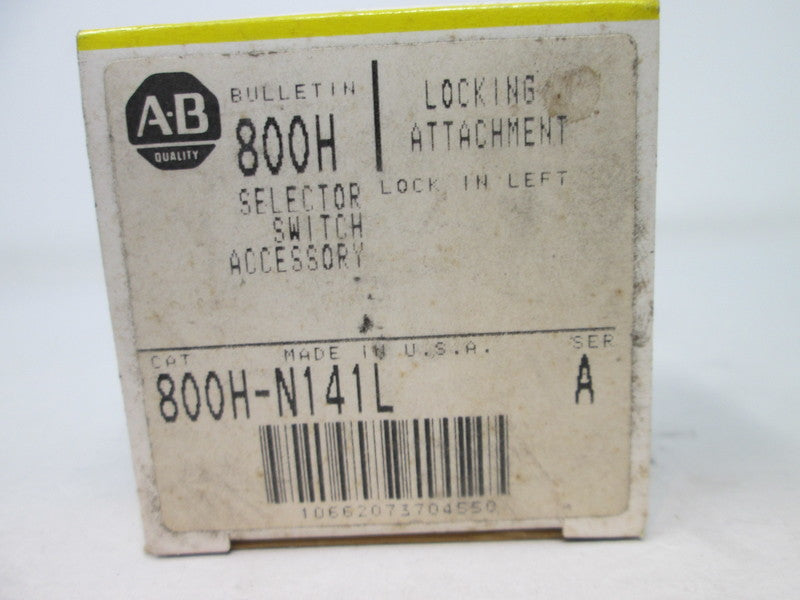 A·B
QUALITY
BULLETIN
800H
SELECTOR
SWITCH
ACCESSORY
LOCKING
ATTACHMENT
LOCK IN LEFT
CAT
MADE IN U.S.A.
SER
800H-N141L
A
10662073704550